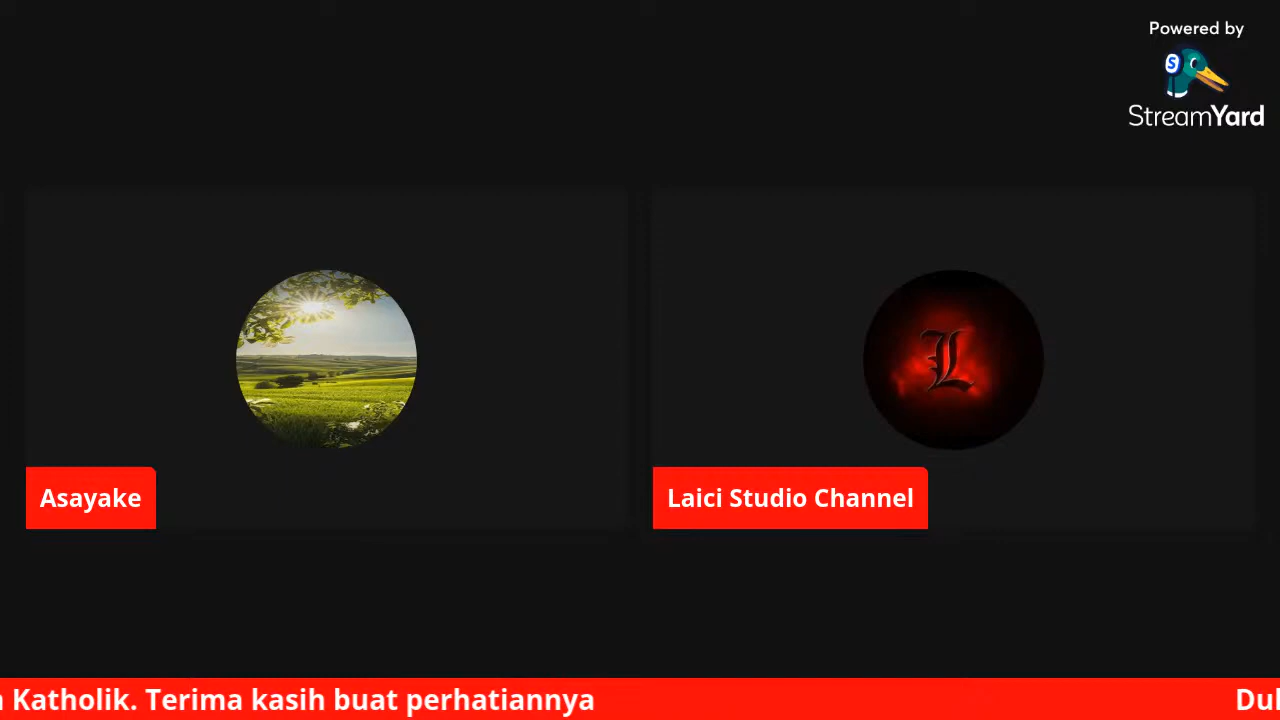 Powered by
S
StreamYard
L
Asayake
Laici Studio Channel
Katholik. Terima kasih buat perhatiannya